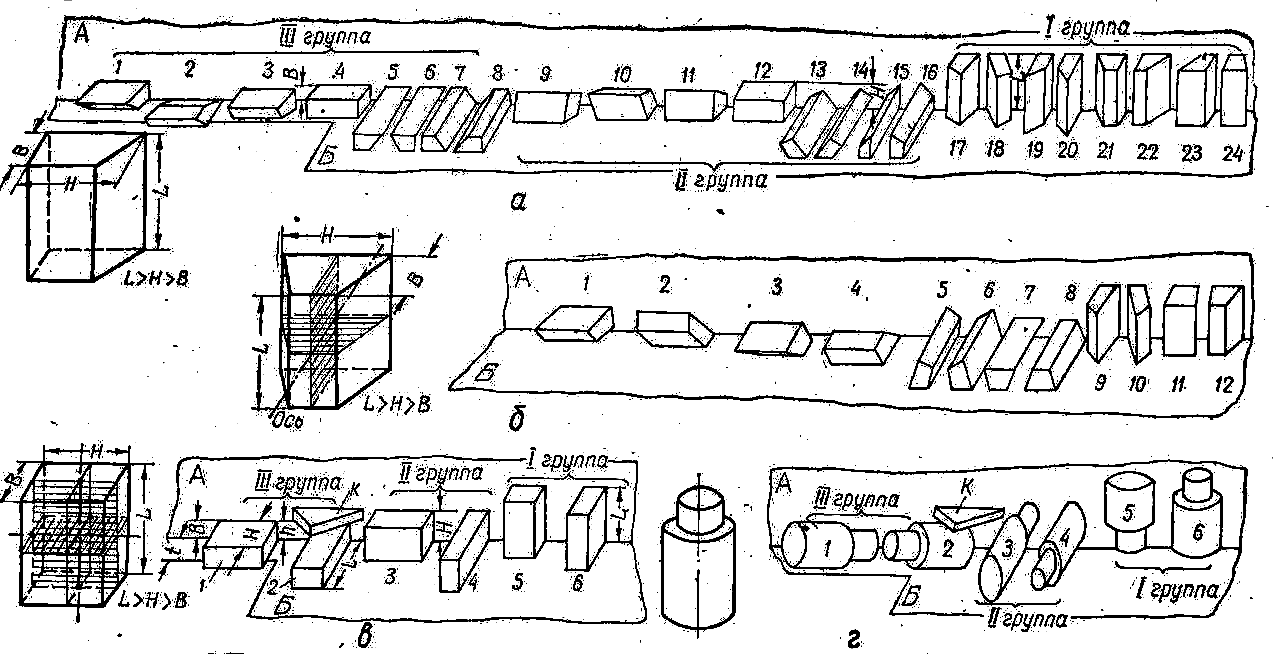 А III группа I группа
1 2 3 В 4 5 6 7 8 9 10 11 12 13 14 15 16
Б 17 18 19 20 21 22 23 24
II группа
В H L
L>H>B
а
H В L
Ось L>H>B
А 1 2 3 4 5 6 7 8
Б 9 10 11 12
б
В H L
L>H>B
А III группа II группа I группа
К
В H h H L
t L
1 2 3 4 5 6
Б
в
А III группа К
1 2 3 4 5 6
Б II группа I группа
г